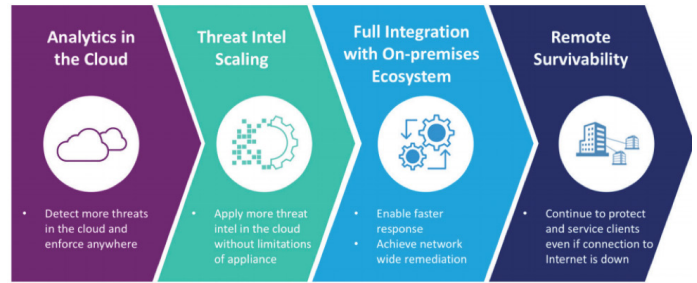 Analytics in
the Cloud
• Detect more threats
in the cloud and
enforce anywhere
Threat Intel
Scaling
• Apply more threat
intel in the cloud
without limitations
of appliance
Full Integration
with On-premises
Ecosystem
• Enable faster
response
• Achieve network
wide remediation
Remote
Survivability
• Continue to protect
and service clients
even if connection to
Internet is down